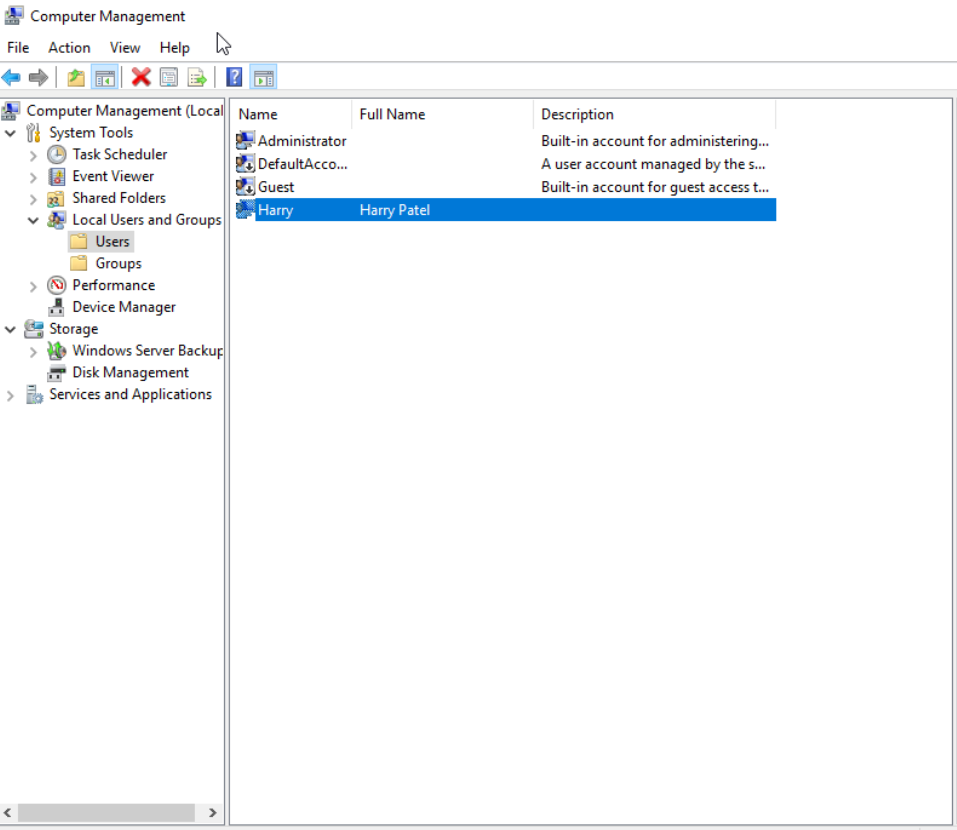 Computer Management
File Action View Help
Computer Management (Local
System Tools
Task Scheduler
Event Viewer
Shared Folders
Local Users and Groups
Users
Groups
Performance
Device Manager
Storage
Windows Server Backup
Disk Management
Services and Applications
Name Full Name Description
Administrator Built-in account for administering...
DefaultAcco... A user account managed by the s...
Guest Built-in account for guest access t...
Harry Harry Patel